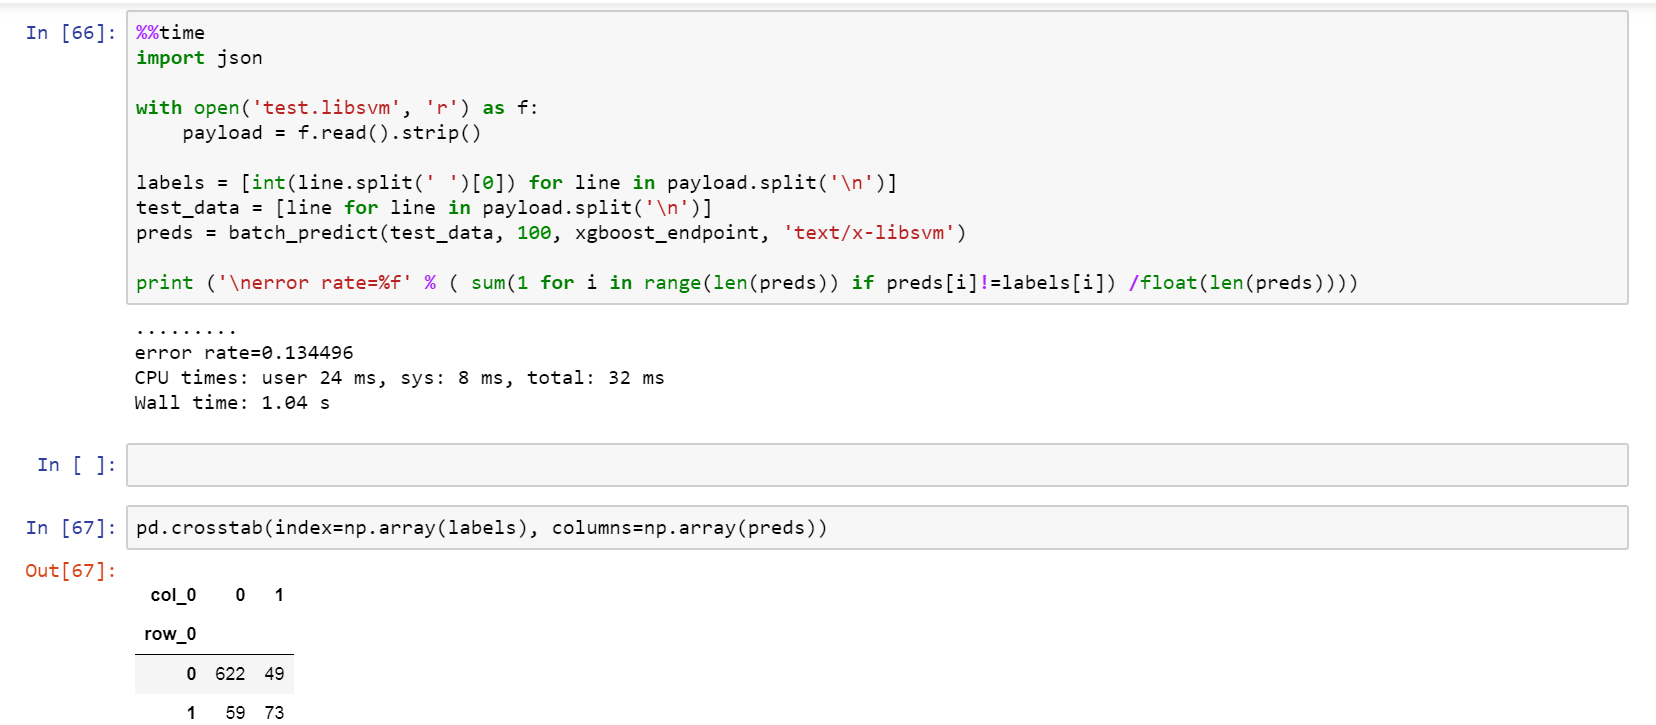 In [66]: %%time
import json
with open('test.libsvm', 'r') as f:
    payload = f.read().strip()
labels = [int(line.split(' ')[0]) for line in payload.split('\n')]
test_data = [line for line in payload.split('\n')]
preds = batch_predict(test_data, 100, xgboost_endpoint, 'text/x-libsvm')
print ('\nerror rate=%f' % ( sum(1 for i in range(len(preds)) if preds[i]!=labels[i]) /float(len(preds))))
.........
error rate=0.134496
CPU times: user 24 ms, sys: 8 ms, total: 32 ms
Wall time: 1.04 s
In [ ]:
In [67]: pd.crosstab(index=np.array(labels), columns=np.array(preds))
Out[67]:
col_0 0 1
row_0
0 622 49
1 59 73